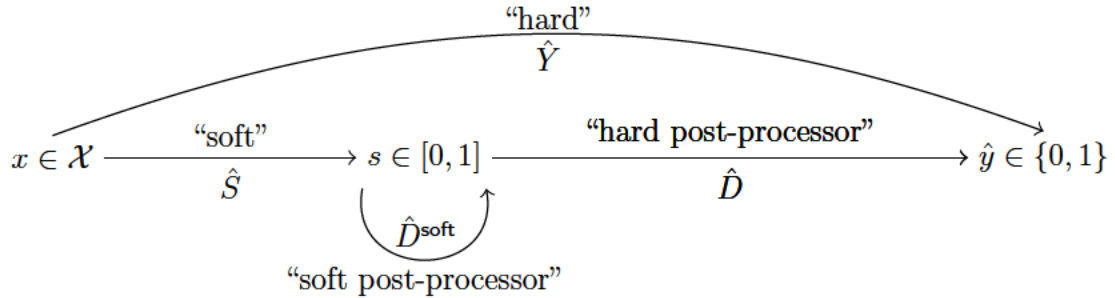 “hard”
Ŷ
“soft” “hard post-processor”
x ∈ 𝒳 s ∈ [0, 1] ŷ ∈ {0, 1}
Ŝ D̂
D̂soft
“soft post-processor”